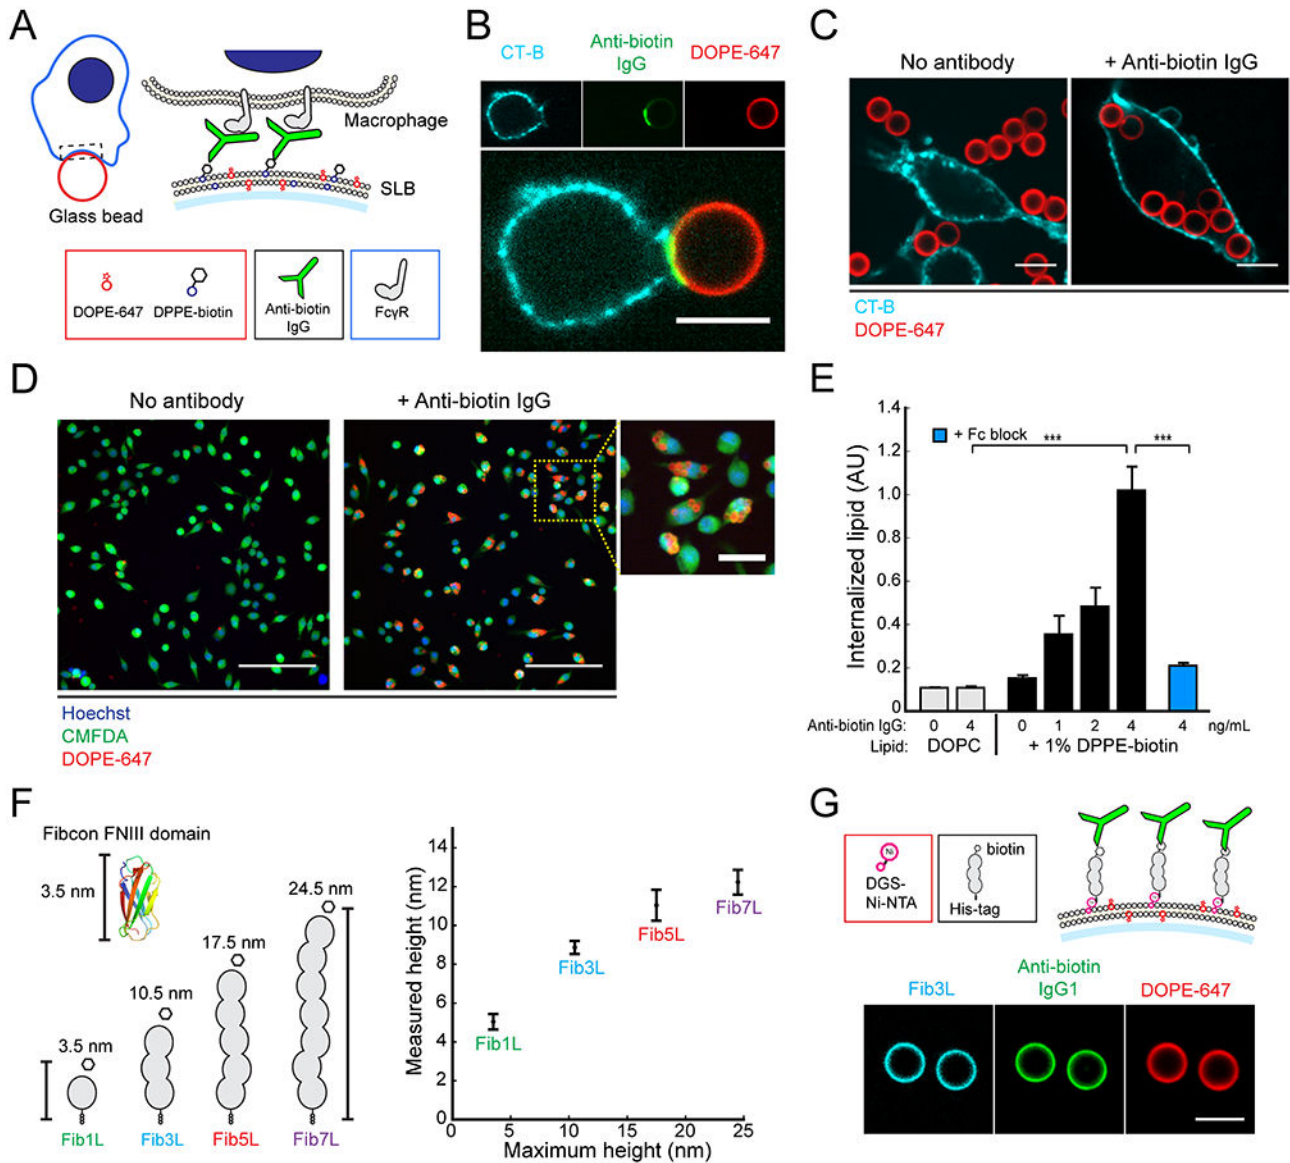 A
Macrophage
SLB
Glass bead
DOPE-647
DPPE-biotin
Anti-biotin
IgG
FcγR
B
CT-B
Anti-biotin
IgG
DOPE-647
C
No antibody
+ Anti-biotin IgG
CT-B
DOPE-647
D
No antibody
+ Anti-biotin IgG
Hoechst
CMFDA
DOPE-647
E
Internalized lipid (AU)
1.4
1.2
1.0
0.8
0.6
0.4
0.2
0
+ Fc block
***
***
Anti-biotin IgG: 0 4 0 1 2 4 4 ng/mL
Lipid: DOPC + 1% DPPE-biotin
F
Fibcon FNIII domain
3.5 nm
3.5 nm
10.5 nm
17.5 nm
24.5 nm
Fib1L
Fib3L
Fib5L
Fib7L
Measured height (nm)
14
12
10
8
6
4
2
0
Fib1L
Fib3L
Fib5L
Fib7L
0 5 10 15 20 25
Maximum height (nm)
G
Ni
DGS-
Ni-NTA
biotin
His-tag
Fib3L
Anti-biotin
IgG1
DOPE-647